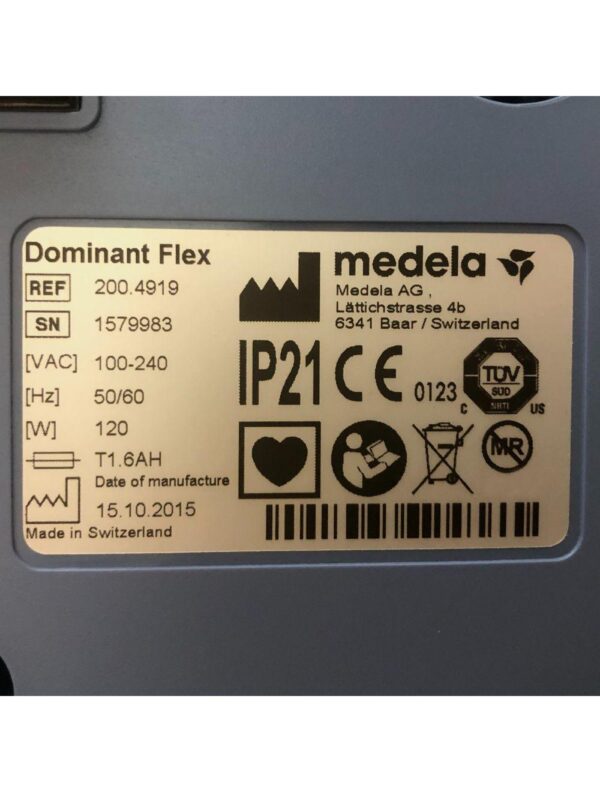 Dominant Flex
REF 200.4919
SN 1579983
[VAC] 100-240
[Hz] 50/60
[W] 120
T1.6AH
Date of manufacture
15.10.2015
Made in Switzerland
medela
Medela AG ,
Lättichstrasse 4b
6341 Baar / Switzerland
IP21 CE 0123
TÜV
SÜD
NRTL
C US
MR